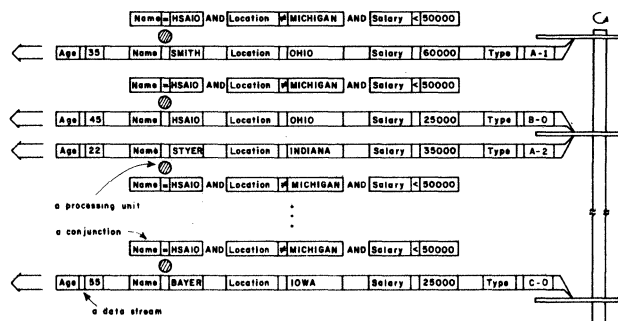 Name = HSAIO AND Location ≠ MICHIGAN AND Salary < 50000
Age 35 Name SMITH Location OHIO Salary 60000 Type A-1
Name = HSAIO AND Location ≠ MICHIGAN AND Salary < 50000
Age 45 Name HSAIO Location OHIO Salary 25000 Type B-0
Age 22 Name STYER Location INDIANA Salary 35000 Type A-2
a processing unit
Name = HSAIO AND Location ≠ MICHIGAN AND Salary < 50000
a conjunction
Name = HSAIO AND Location ≠ MICHIGAN AND Salary < 50000
Age 55 Name BAYER Location IOWA Salary 25000 Type C-0
a data stream